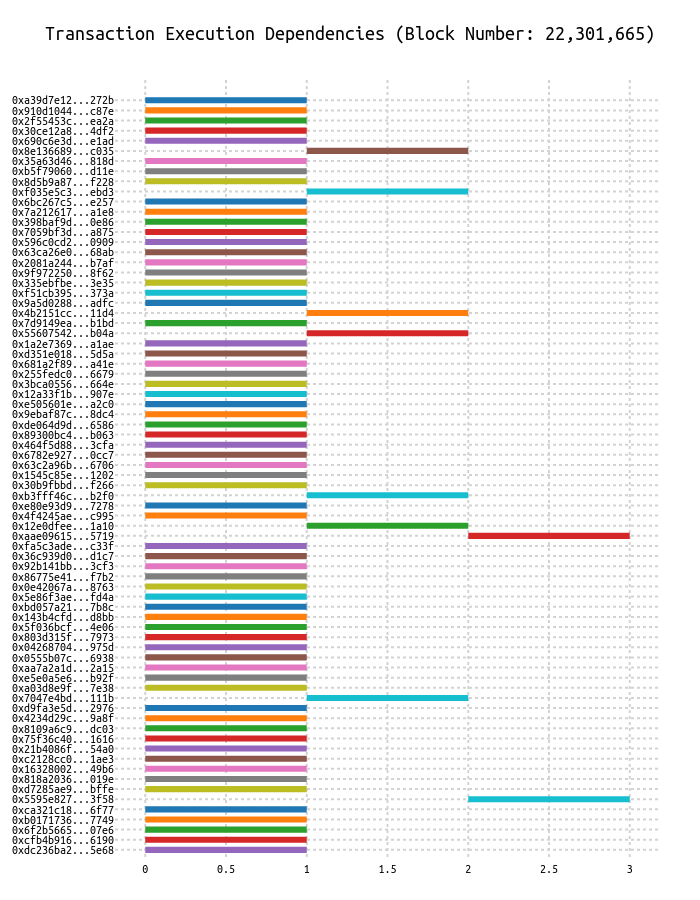 Transaction Execution Dependencies (Block Number: 22,301,665)
0xa39d7e12...272b
0x910d1044...c87e
0x2f55453c...ea2a
0x30ce12a8...4df2
0x690c6e3d...e1ad
0x8e136689...c035
0x35a63d46...818d
0xb5f79060...d11e
0x8d5b9a87...f228
0xf035e5c3...ebd3
0x6bc267c5...e257
0x7a212617...a1e8
0x398baf9d...0e86
0x7059bf3d...a875
0x596c0cd2...0909
0x63ca26e0...68ab
0x2081a244...b7af
0x9f972250...8f62
0x335ebfbe...3e35
0xf51cb395...373a
0x9a5d0288...adfc
0x4b2151cc...11d4
0x7d9149ea...b1bd
0x55607542...b04a
0x1a2e7369...a1ae
0xd351e018...5d5a
0x681a2f89...a41e
0x255fedc0...6679
0x3bca0556...664e
0x12a33f1b...907e
0xe505601e...a2c0
0x9ebaf87c...8dc4
0xde064d9d...6586
0x89300bc4...b063
0x464f5d88...3cfa
0x6782e927...0cc7
0x63c2a96b...6706
0x1545c85e...1202
0x30b9fbbd...f266
0xb3fff46c...b2f0
0xe80e93d9...7278
0x4f4245ae...c995
0x12e0dfee...1a10
0xaae09615...5719
0xfa5c3ade...c33f
0x36c939d0...d1c7
0x92b141bb...3cf3
0x86775e41...f7b2
0x0e42067a...8763
0x5e86f3ae...fd4a
0xbd057a21...7b8c
0x143b4cfd...d8bb
0x5f036bcf...4e06
0x803d315f...7973
0x04268704...975d
0x0555b07c...6938
0xaa7a2a1d...2a15
0xe5e0a5e6...b92f
0xa03d8e9f...7e38
0x7047e4bd...111b
0xd9fa3e5d...2976
0x4234d29c...9a8f
0x8109a6c9...dc03
0x75f36c40...1616
0x21b4086f...54a0
0xc2128cc0...1ae3
0x16328002...49b6
0x818a2036...019e
0xd7285ae9...bffe
0x5595e827...3f58
0xca321c18...6f77
0xb0171736...7749
0x6f2b5665...07e6
0xcfb4b916...6190
0xdc236ba2...5e68
0 0.5 1 1.5 2 2.5 3